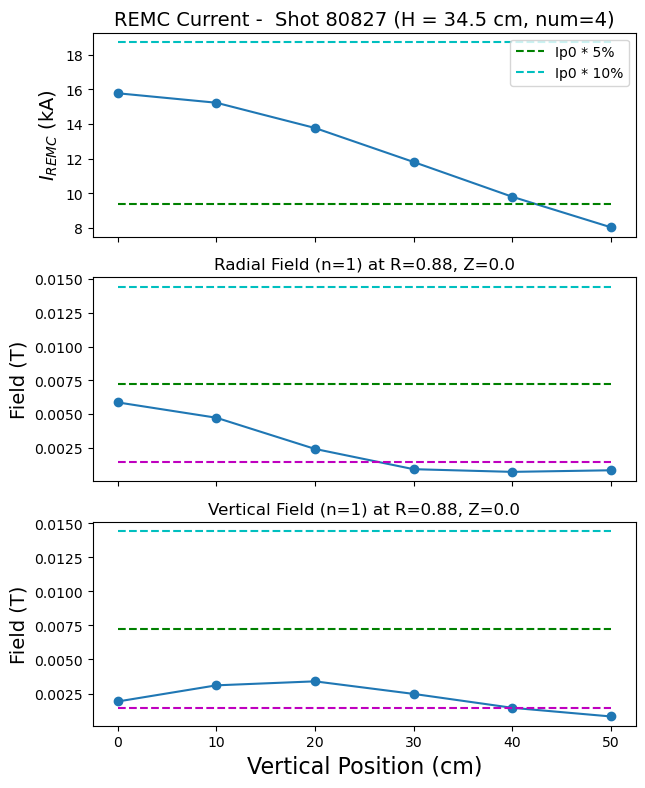 REMC Current -  Shot 80827 (H = 34.5 cm, num=4)
I_REMC (kA)
18
16
14
12
10
8
Ip0 * 5%
Ip0 * 10%
Radial Field (n=1) at R=0.88, Z=0.0
Field (T)
0.0150
0.0125
0.0100
0.0075
0.0050
0.0025
Vertical Field (n=1) at R=0.88, Z=0.0
Field (T)
0.0150
0.0125
0.0100
0.0075
0.0050
0.0025
0 10 20 30 40 50
Vertical Position (cm)